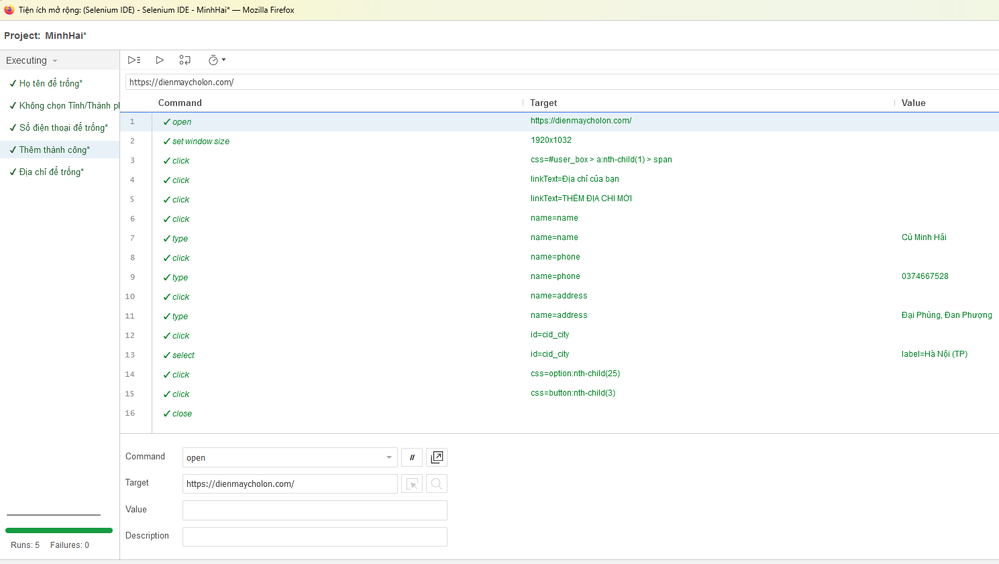 Tiện ích mở rộng: (Selenium IDE) - Selenium IDE - MinhHai* — Mozilla Firefox
Project: MinhHai*
Executing
✓ Họ tên để trống*
✓ Không chọn Tỉnh/Thành
✓ Số điện thoại để trống*
✓ Thêm thành công*
✓ Địa chỉ để trống*
Runs: 5 Failures: 0
https://dienmaycholon.com/
Command Target Value
1 ✓ open https://dienmaycholon.com/
2 ✓ set window size 1920x1032
3 ✓ click css=#user_box > a:nth-child(1) > span
4 ✓ click linkText=Địa chỉ của bạn
5 ✓ click linkText=THÊM ĐỊA CHỈ MỚI
6 ✓ click name=name
7 ✓ type name=name Cù Minh Hải
8 ✓ click name=phone
9 ✓ type name=phone 0374667528
10 ✓ click name=address
11 ✓ type name=address Đại Phùng, Đan Phượng
12 ✓ click id=cid_city
13 ✓ select id=cid_city label=Hà Nội (TP)
14 ✓ click css=option:nth-child(25)
15 ✓ click css=button:nth-child(3)
16 ✓ close
Command open //
Target https://dienmaycholon.com/
Value
Description